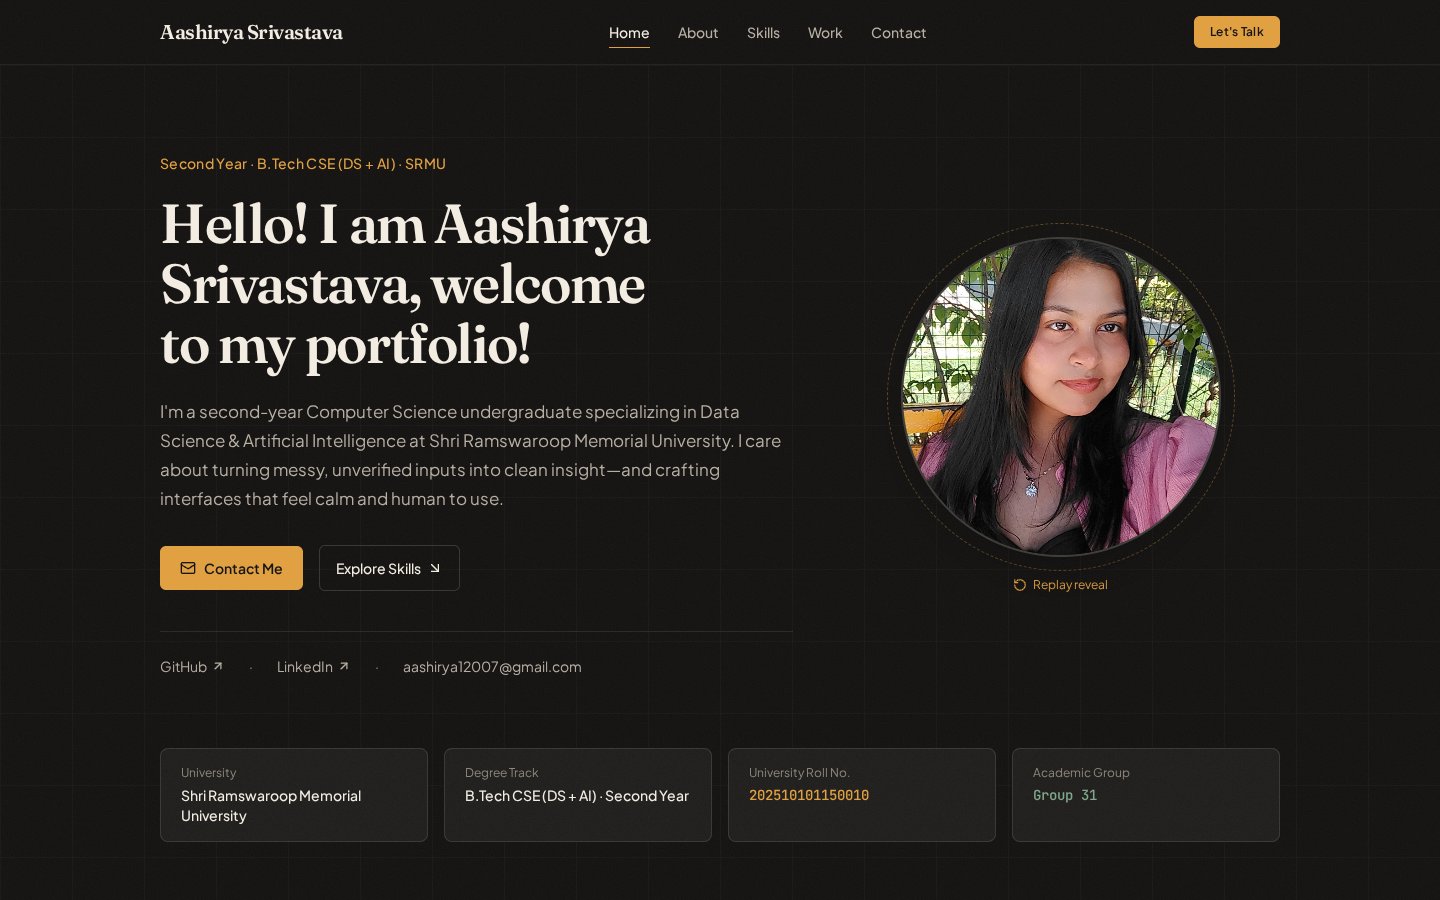 Aashirya Srivastava
Home
About
Skills
Work
Contact
Let's Talk
Second Year · B.Tech CSE (DS + AI) · SRMU
Hello! I am Aashirya
Srivastava, welcome
to my portfolio!
I'm a second-year Computer Science undergraduate specializing in Data
Science & Artificial Intelligence at Shri Ramswaroop Memorial University. I care
about turning messy, unverified inputs into clean insight—and crafting
interfaces that feel calm and human to use.
Contact Me
Explore Skills ↘
Replay reveal
GitHub ↗ · LinkedIn ↗ · aashirya12007@gmail.com
University
Shri Ramswaroop Memorial
University
Degree Track
B.Tech CSE (DS + AI) · Second Year
University Roll No.
202510101150010
Academic Group
Group 31